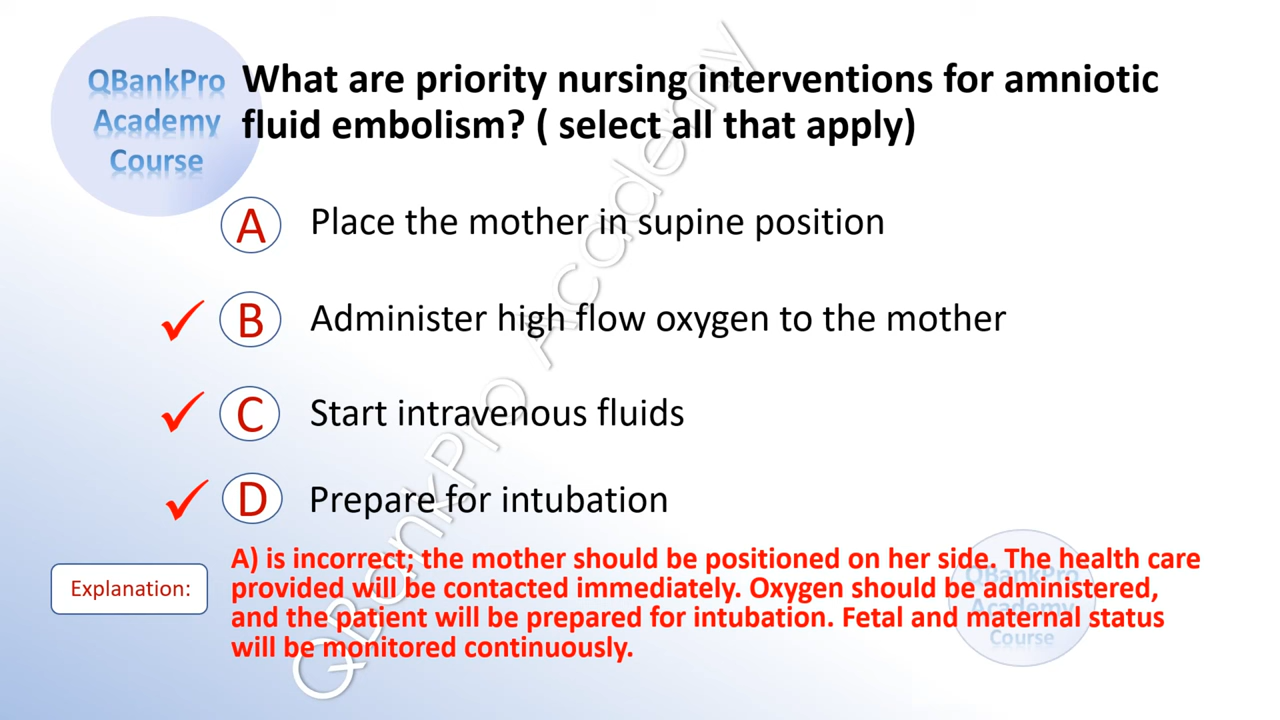 QBankPro
Academy
Course
What are priority nursing interventions for amniotic
fluid embolism? ( select all that apply)
A Place the mother in supine position
B Administer high flow oxygen to the mother
C Start intravenous fluids
D Prepare for intubation
Explanation:
A) is incorrect; the mother should be positioned on her side. The health care
provided will be contacted immediately. Oxygen should be administered,
and the patient will be prepared for intubation. Fetal and maternal status
will be monitored continuously.
QBankPro
Academy
Course
QBankPro Academy